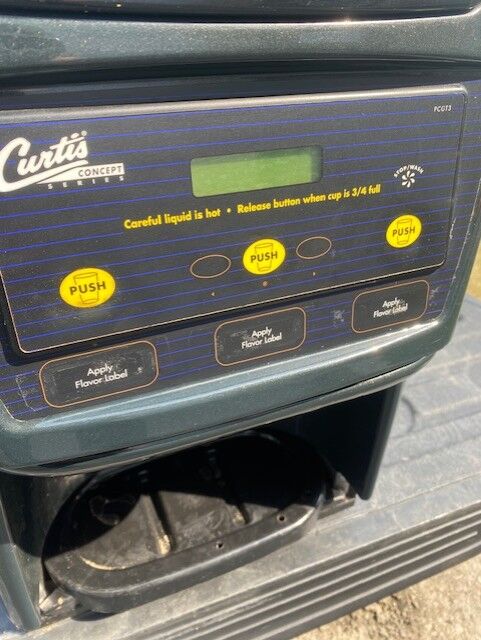 PCGT3
Curtis
CONCEPT
SERIES
STOP/WASH
Careful liquid is hot • Release button when cup is 3/4 full
PUSH
PUSH
PUSH
Apply
Flavor Label
Apply
Flavor Label
Apply
Flavor Label